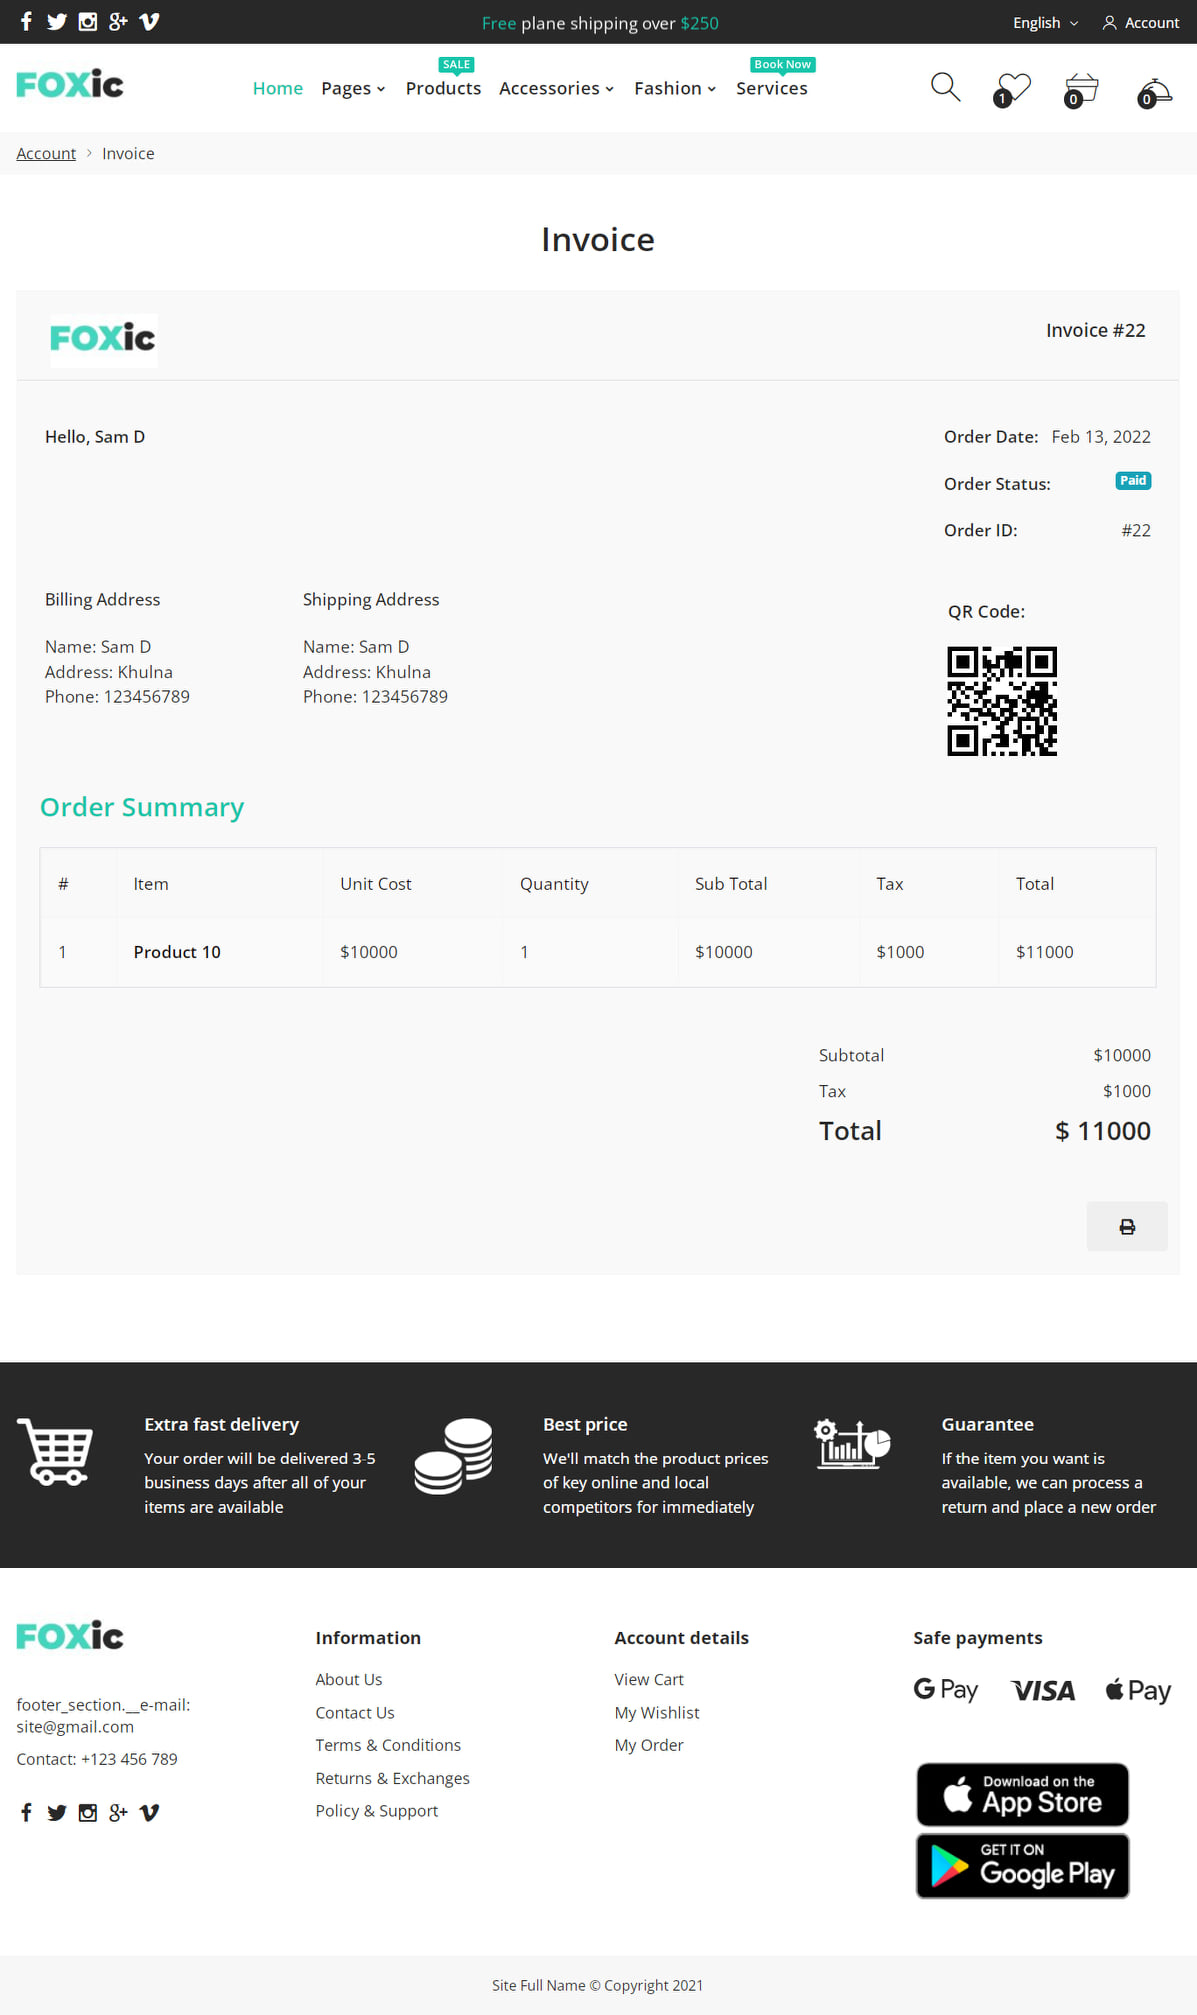 Free plane shipping over $250
English
Account
FOXic
SALE
Book Now
Home Pages Products Accessories Fashion Services
1
0
0
Account > Invoice
Invoice
FOXic
Invoice #22
Hello, Sam D
Order Date: Feb 13, 2022
Order Status: Paid
Order ID: #22
Billing Address
Name: Sam D
Address: Khulna
Phone: 123456789
Shipping Address
Name: Sam D
Address: Khulna
Phone: 123456789
QR Code:
Order Summary
# Item Unit Cost Quantity Sub Total Tax Total
1 Product 10 $10000 1 $10000 $1000 $11000
Subtotal $10000
Tax $1000
Total $ 11000
Extra fast delivery
Your order will be delivered 3-5
business days after all of your
items are available
Best price
We'll match the product prices
of key online and local
competitors for immediately
Guarantee
If the item you want is
available, we can process a
return and place a new order
FOXic
footer_section.__e-mail:
site@gmail.com
Contact: +123 456 789
Information
About Us
Contact Us
Terms & Conditions
Returns & Exchanges
Policy & Support
Account details
View Cart
My Wishlist
My Order
Safe payments
G Pay VISA Pay
Download on the
App Store
GET IT ON
Google Play
Site Full Name © Copyright 2021